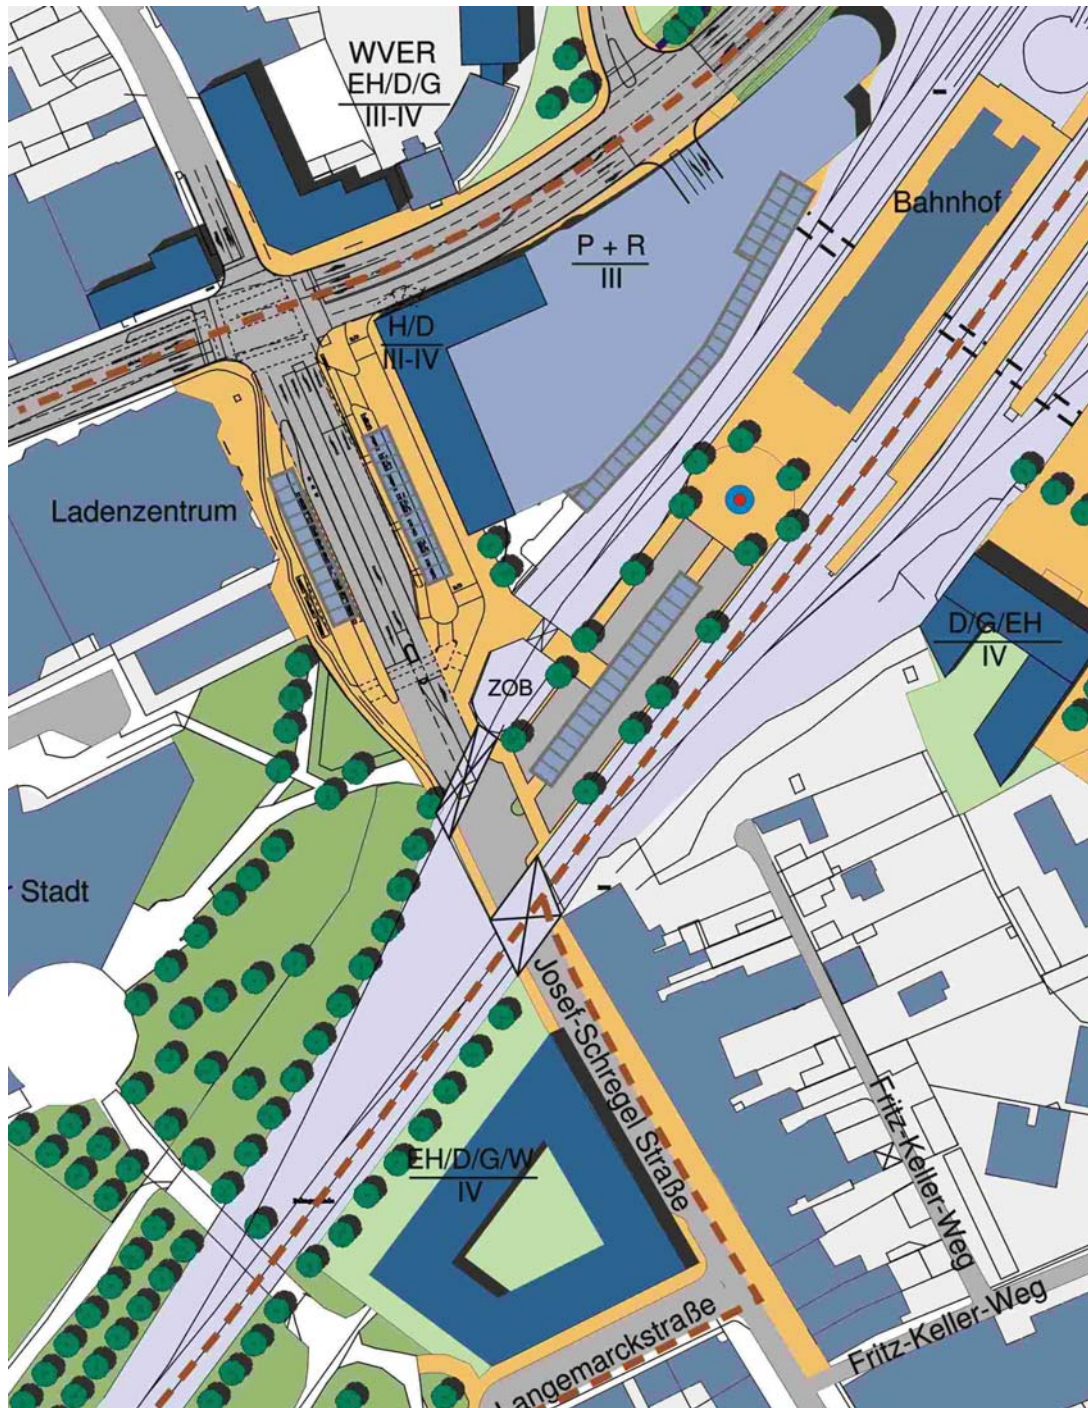 WVER
EH/D/G
III-IV
Bahnhof
P + R
III
H/D
III-IV
Ladenzentrum
D/G/EH
IV
ZOB
r Stadt
Josef-Schregel Straße
Fritz-Keller-Weg
EH/D/G/W
IV
Fritz-Keller-Weg
Langemarckstraße